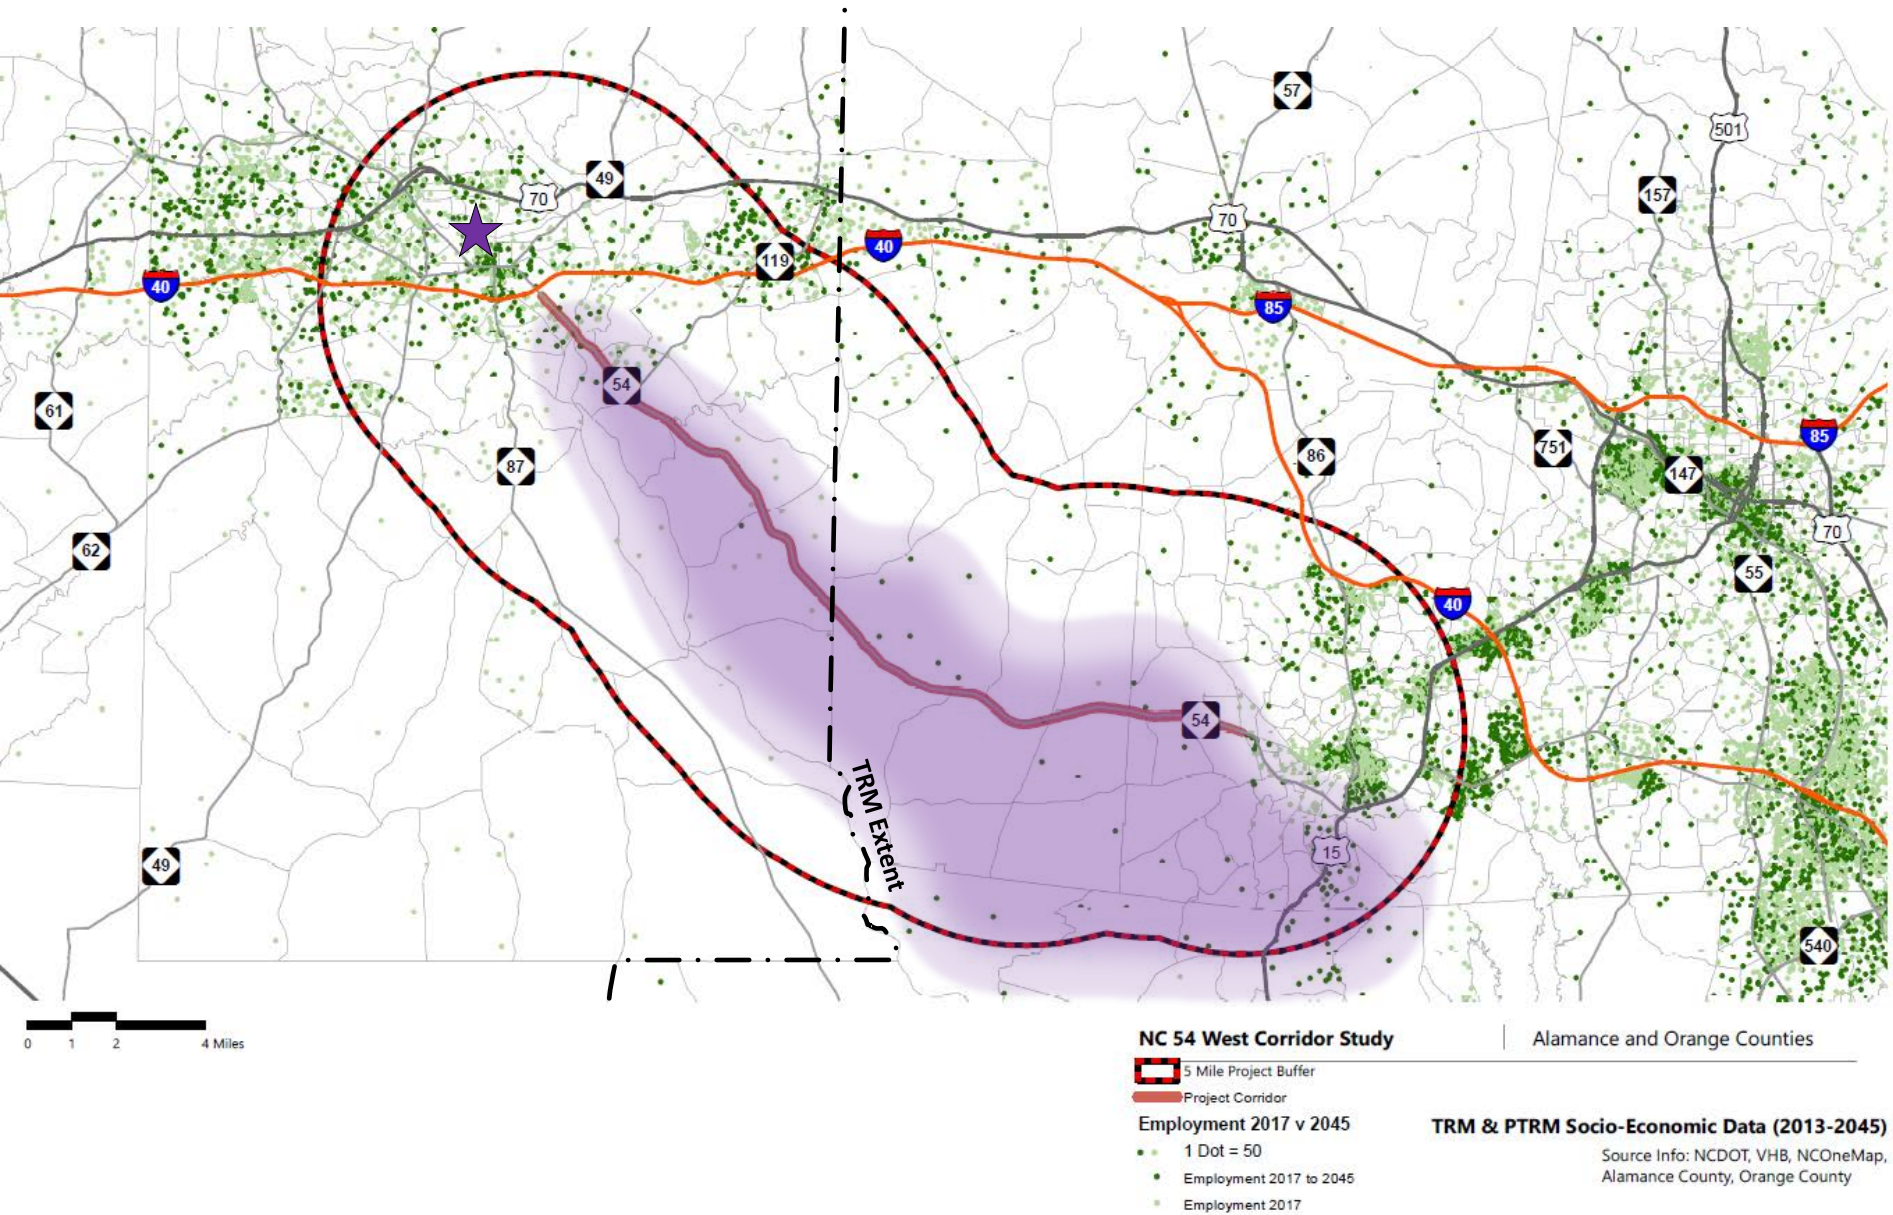 57
501
49
70
157
70
40
119
40
85
54
61
85
751
86
87
147
70
62
55
40
54
TRM Extent
15
49
540
0 1 2 4 Miles
NC 54 West Corridor Study | Alamance and Orange Counties
5 Mile Project Buffer
Project Corridor
Employment 2017 v 2045
1 Dot = 50
Employment 2017 to 2045
Employment 2017
TRM & PTRM Socio-Economic Data (2013-2045)
Source Info: NCDOT, VHB, NCOneMap,
Alamance County, Orange County